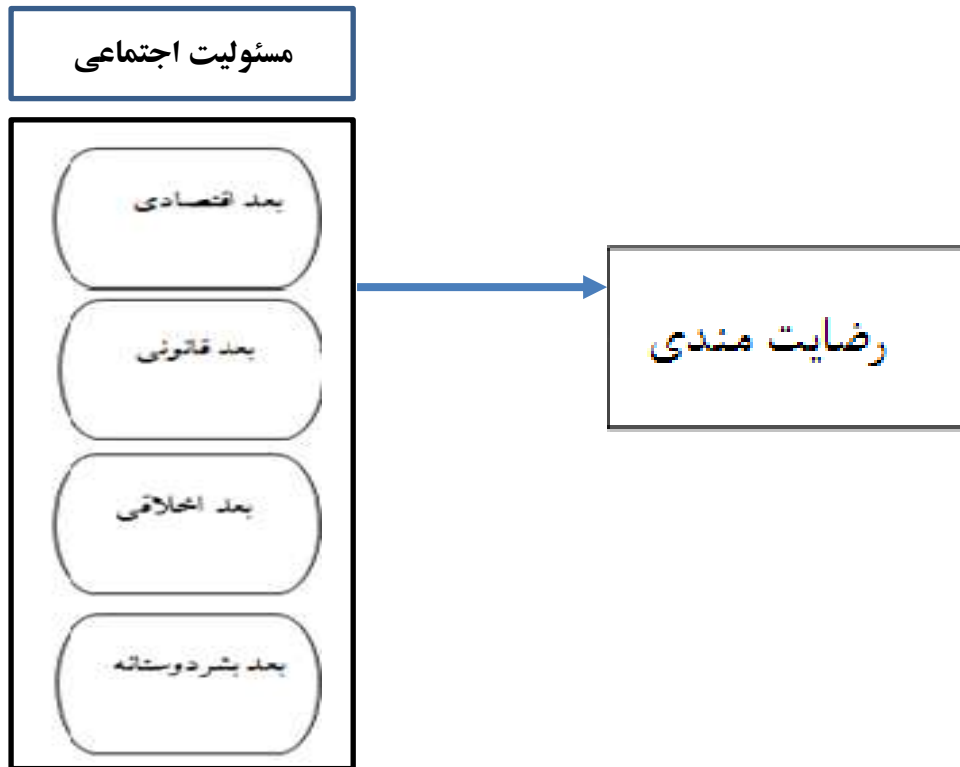 مسئولیت اجتماعی
بعد اقتصادی
بعد قانونی
بعد اخلاقی
بعد بشردوستانه
رضایت مندی